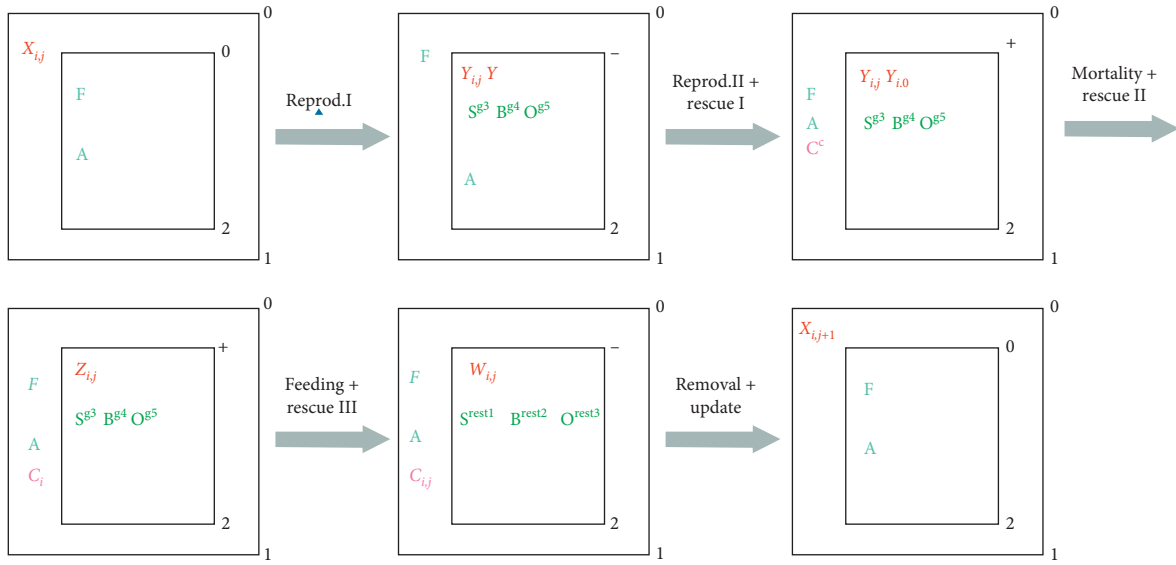 0
X_{i,j}
0
F
A
2
1
Reprod.I
0
F
–
Y_{i,j} Y
S^{g3} B^{g4} O^{g5}
A
2
1
Reprod.II +
rescue I
0
+
Y_{i,j} Y_{i.0}
F
A
S^{g3} B^{g4} O^{g5}
C^{c}
2
1
Mortality +
rescue II
0
+
Z_{i,j}
F
S^{g3} B^{g4} O^{g5}
A
C_{i}
2
1
Feeding +
rescue III
0
–
W_{i,j}
F
S^{rest1} B^{rest2} O^{rest3}
A
C_{i,j}
2
1
Removal +
update
0
X_{i,j+1}
0
F
A
2
1